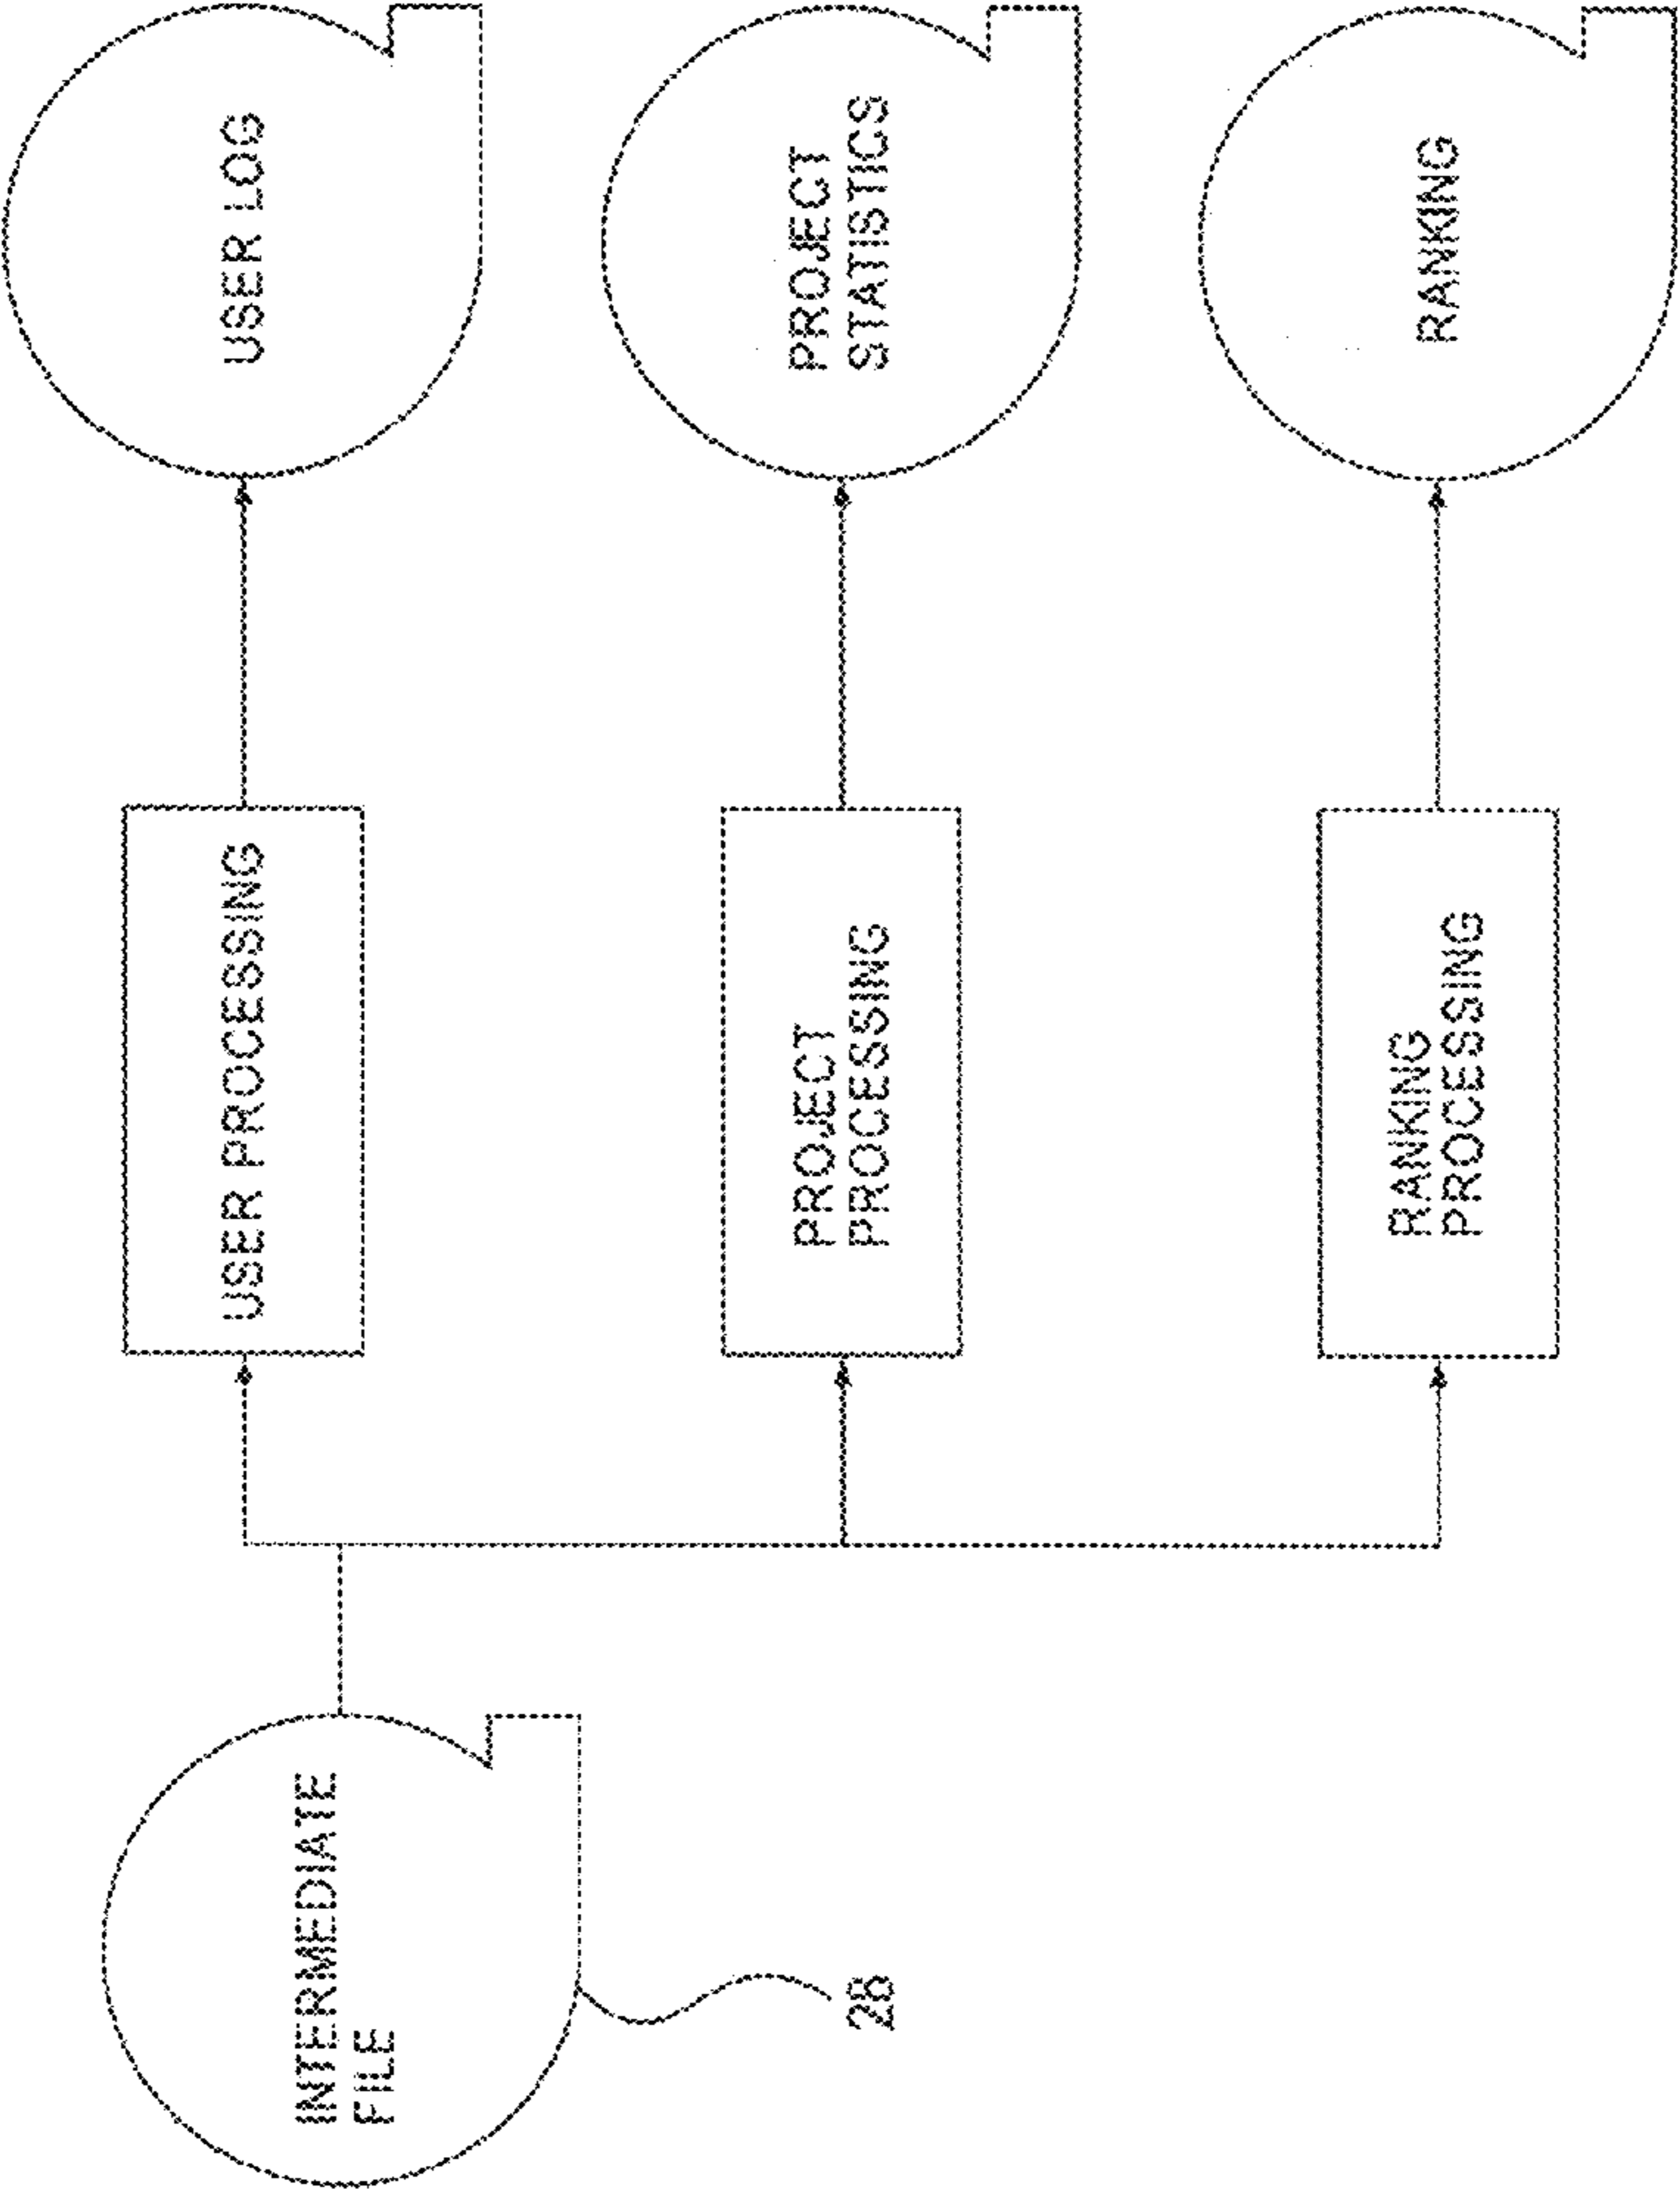 INTERMEDIATE
FILE
28
USER PROCESSING
PROJECT
PROCESSING
RANKING
PROCESSING
USER LOG
PROJECT
STATISTICS
RANKING